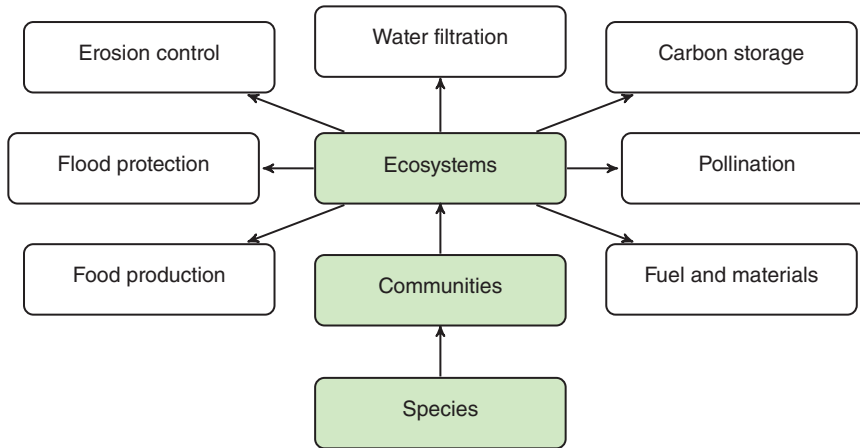 Erosion control
Water filtration
Carbon storage
Flood protection
Ecosystems
Pollination
Food production
Communities
Fuel and materials
Species